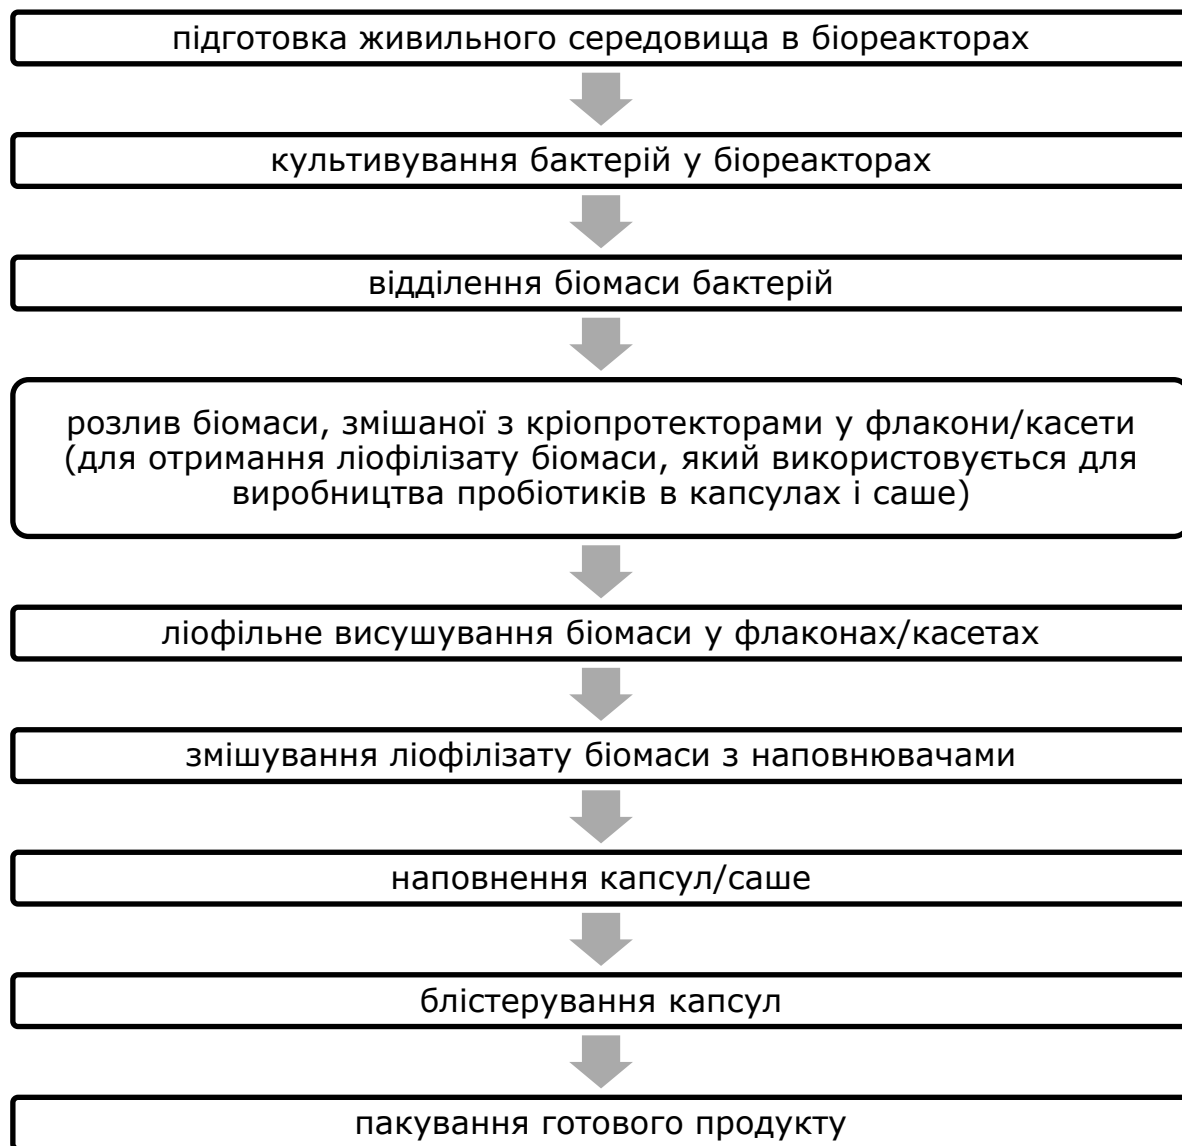 підготовка живильного середовища в біореакторах
культивування бактерій у біореакторах
відділення біомаси бактерій
розлив біомаси, змішаної з кріопротекторами у флакони/касети
(для отримання ліофілізату біомаси, який використовується для
виробництва пробіотиків в капсулах і саше)
ліофільне висушування біомаси у флаконах/касетах
змішування ліофілізату біомаси з наповнювачами
наповнення капсул/саше
блістерування капсул
пакування готового продукту